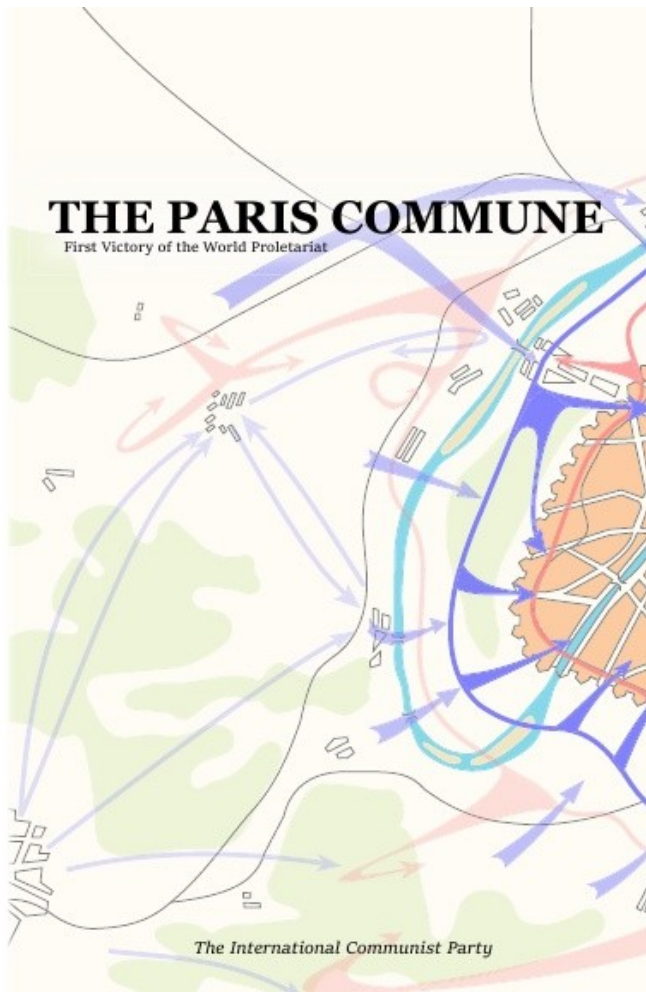 THE PARIS COMMUNE
First Victory of the World Proletariat
The International Communist Party